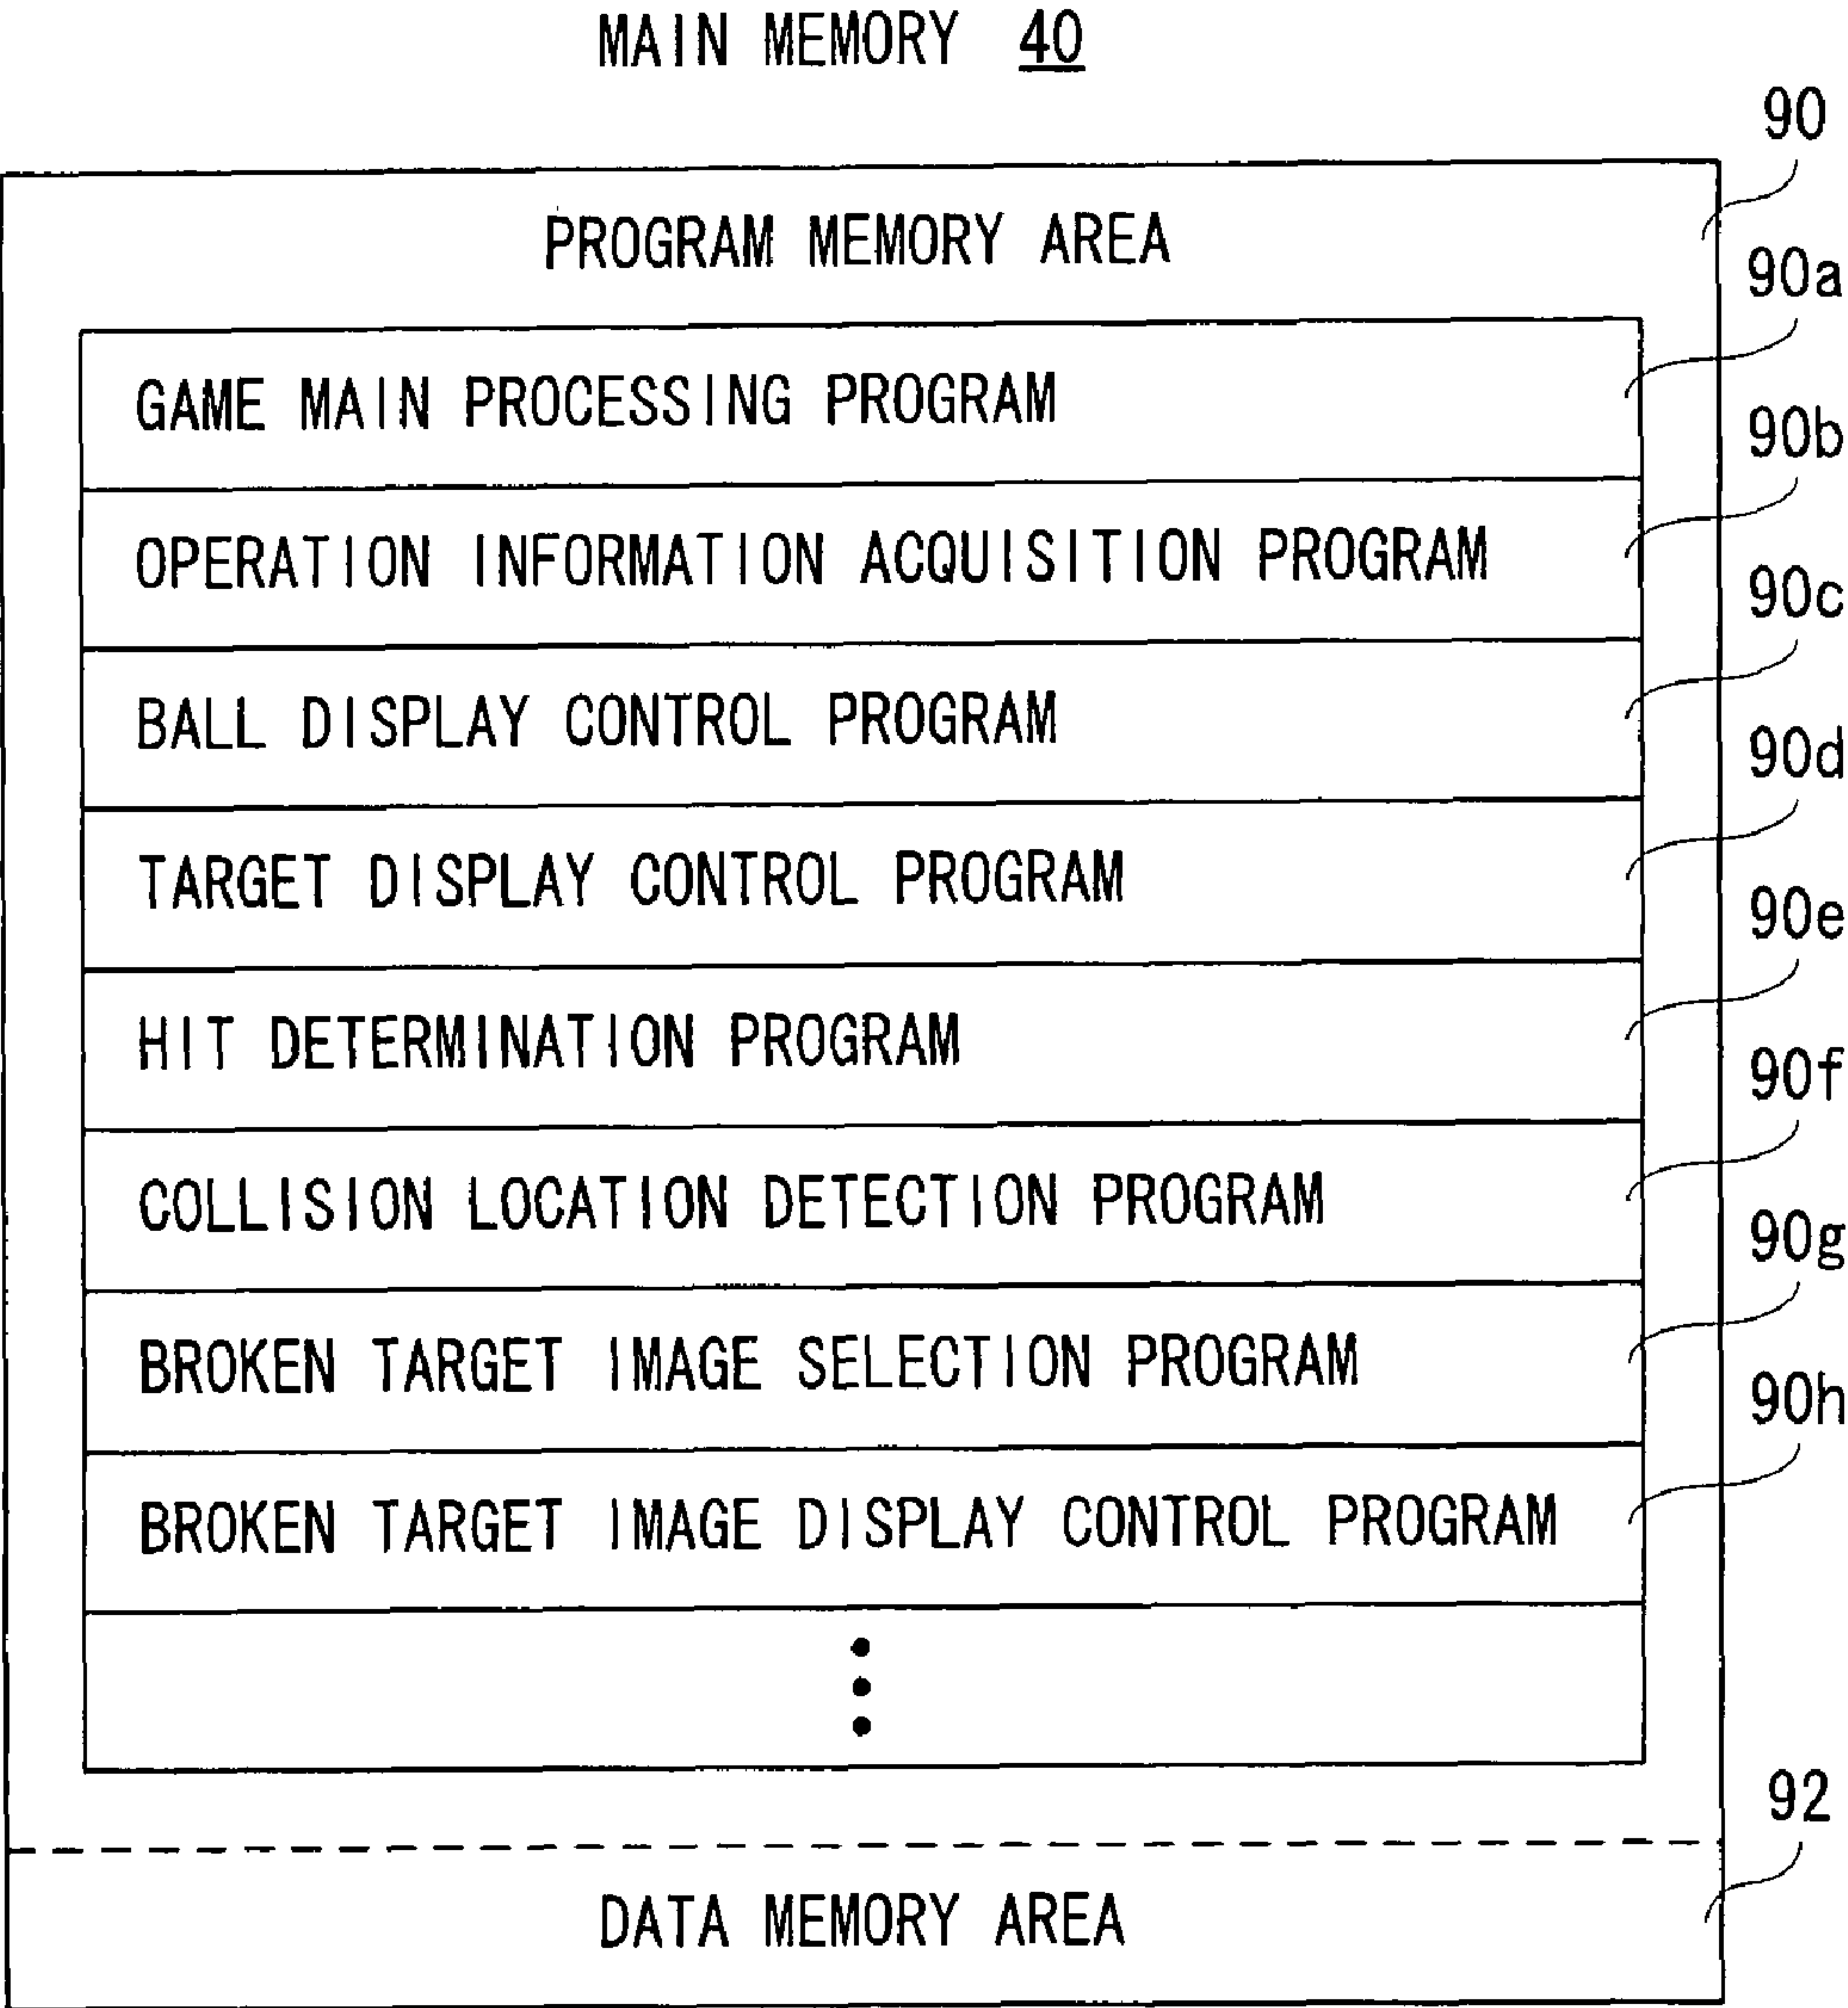 MAIN MEMORY 40
90
PROGRAM MEMORY AREA
90a
GAME MAIN PROCESSING PROGRAM
90b
OPERATION INFORMATION ACQUISITION PROGRAM
90c
BALL DISPLAY CONTROL PROGRAM
90d
TARGET DISPLAY CONTROL PROGRAM
90e
HIT DETERMINATION PROGRAM
90f
COLLISION LOCATION DETECTION PROGRAM
90g
BROKEN TARGET IMAGE SELECTION PROGRAM
90h
BROKEN TARGET IMAGE DISPLAY CONTROL PROGRAM
92
DATA MEMORY AREA